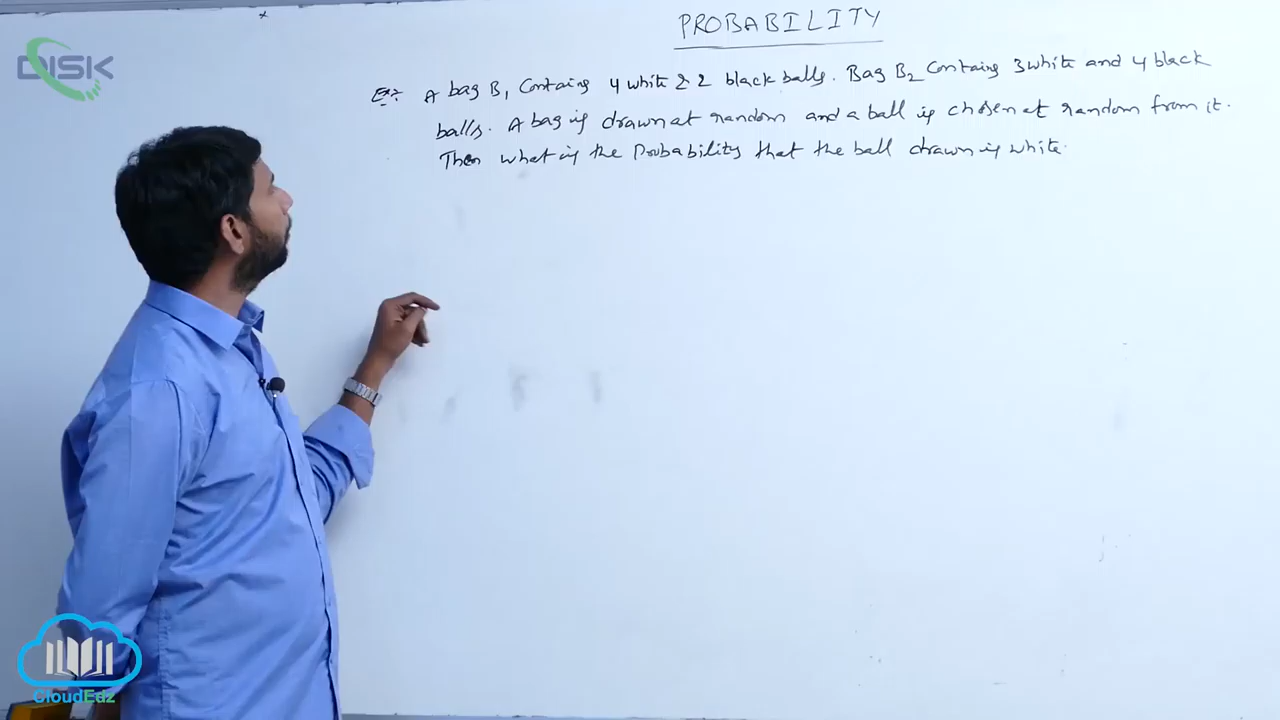 PROBABILITY
DISK
Ex:- A bag B1 Contains 4 white & 2 black balls. Bag B2 Contains 3 white and 4 black
balls. A bag is drawn at random and a ball is chosen at random from it.
Then what is the Probability that the ball drawn is white.
CloudEdz